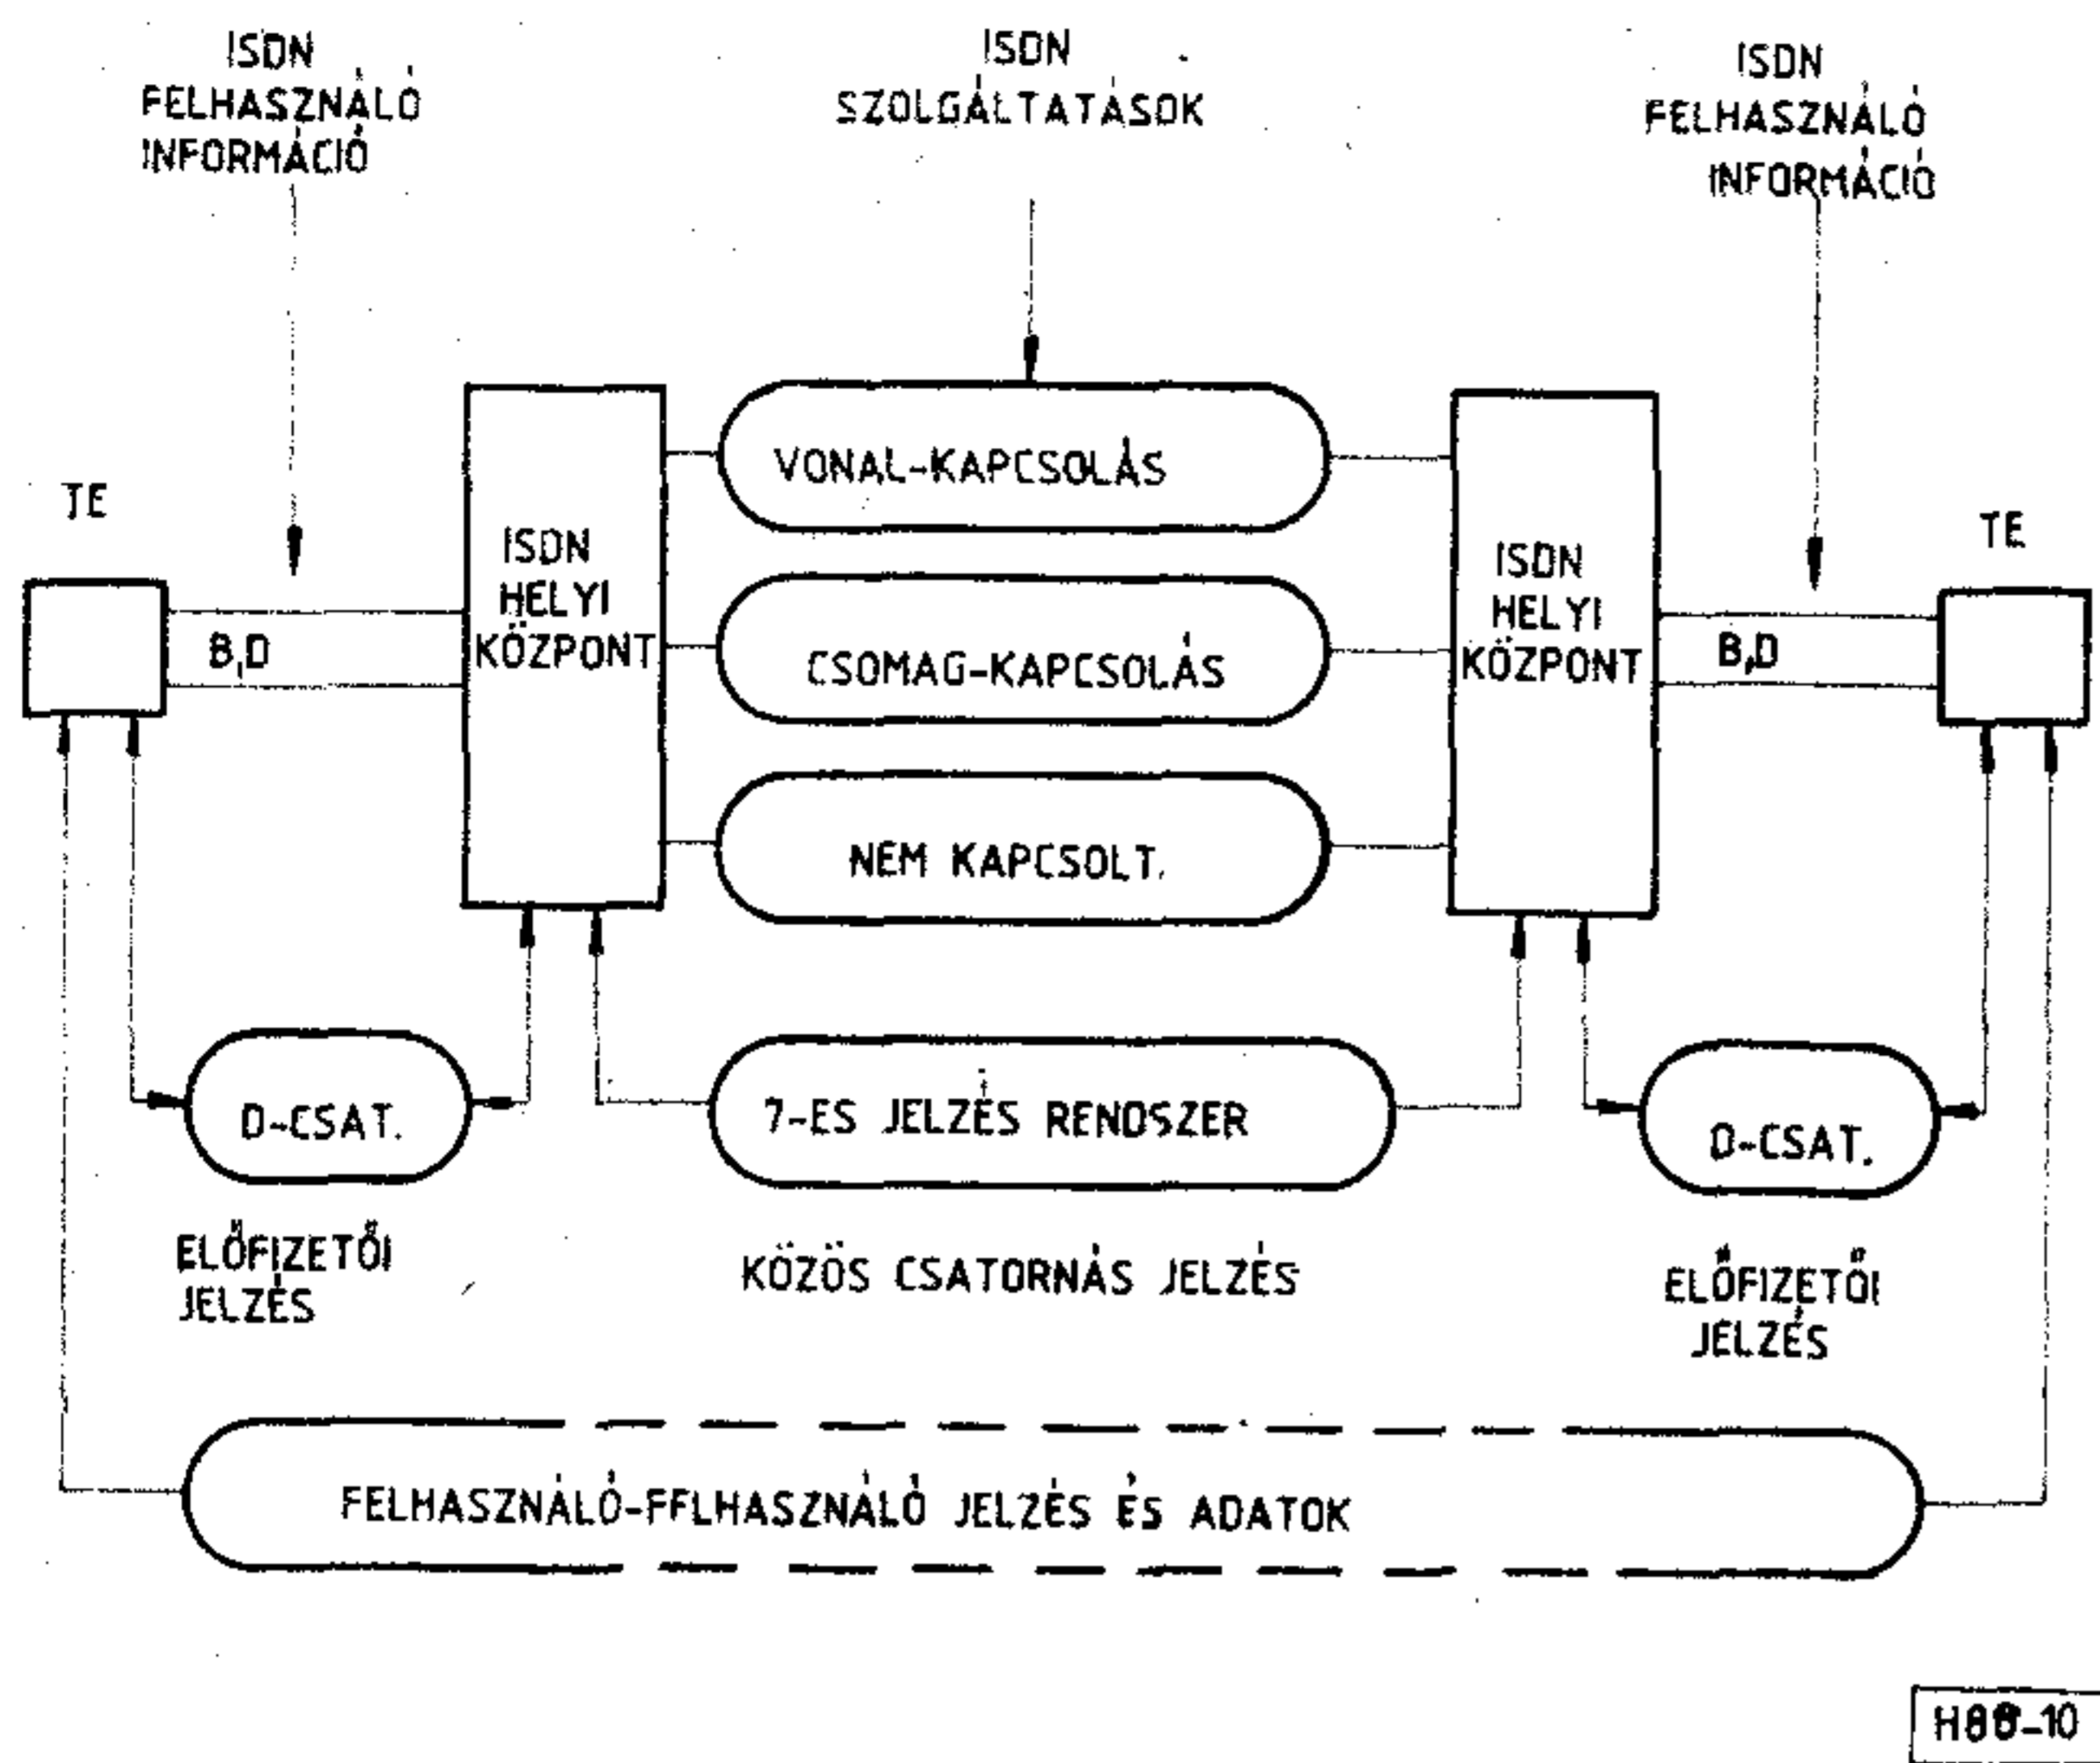 ISDN
FELHASZNÁLÓ
INFORMÁCIÓ
ISDN
SZOLGÁLTATÁSOK
ISDN
FELHASZNÁLÓ
INFORMÁCIÓ
TE
B,D
ISDN
HELYI
KÖZPONT
VONAL-KAPCSOLÁS
CSOMAG-KAPCSOLÁS
NEM KAPCSOLT.
ISDN
HELYI
KÖZPONT
B,D
TE
D-CSAT.
7-ES JELZÉS RENDSZER
D-CSAT.
ELŐFIZETŐI
JELZÉS
KÖZÖS CSATORNÁS JELZÉS
ELŐFIZETŐI
JELZÉS
FELHASZNÁLÓ-FFLHASZNÁLÓ JELZÉS ÉS ADATOK